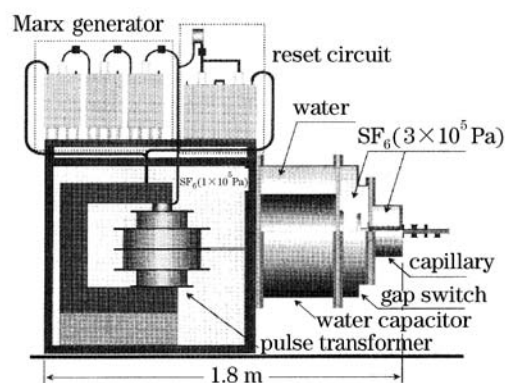 Marx generator
reset circuit
water
SF₆(3×10⁵Pa)
SF₆(1×10⁵Pa)
capillary
gap switch
water capacitor
pulse transformer
1.8 m